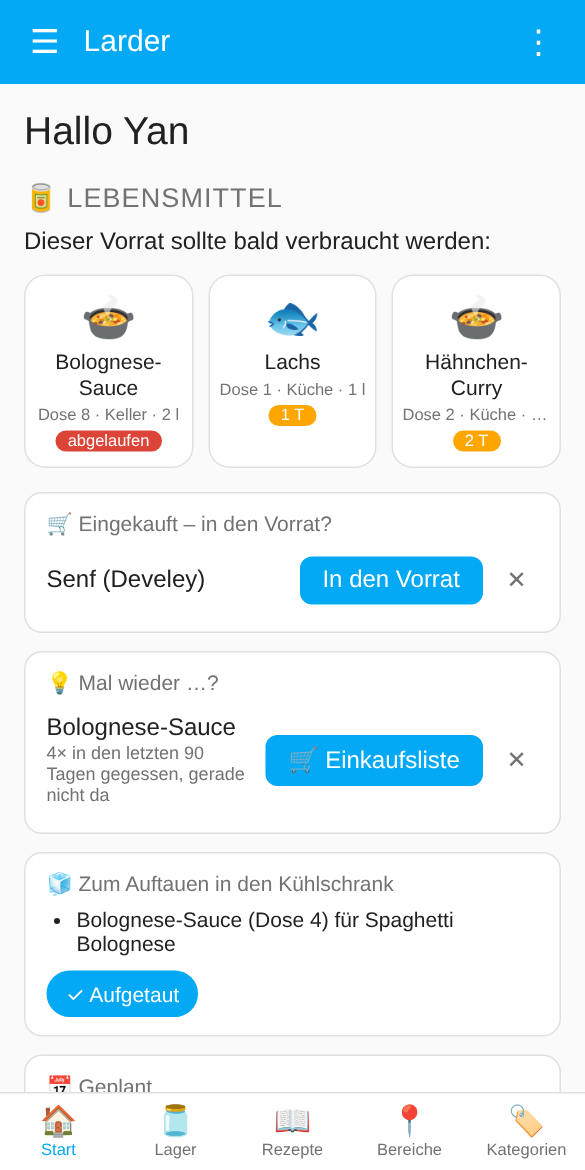 ☰ Larder ⋮
Hallo Yan
🥫 LEBENSMITTEL
Dieser Vorrat sollte bald verbraucht werden:
Bolognese-
Sauce
Dose 8 · Keller · 2 l
abgelaufen
Lachs
Dose 1 · Küche · 1 l
1 T
Hähnchen-
Curry
Dose 2 · Küche · …
2 T
🛒 Eingekauft – in den Vorrat?
Senf (Develey)
In den Vorrat
✕
💡 Mal wieder …?
Bolognese-Sauce
4× in den letzten 90
Tagen gegessen, gerade
nicht da
🛒 Einkaufsliste
✕
🧊 Zum Auftauen in den Kühlschrank
• Bolognese-Sauce (Dose 4) für Spaghetti
Bolognese
✓ Aufgetaut
📅 Geplant
Start
Lager
Rezepte
Bereiche
Kategorien